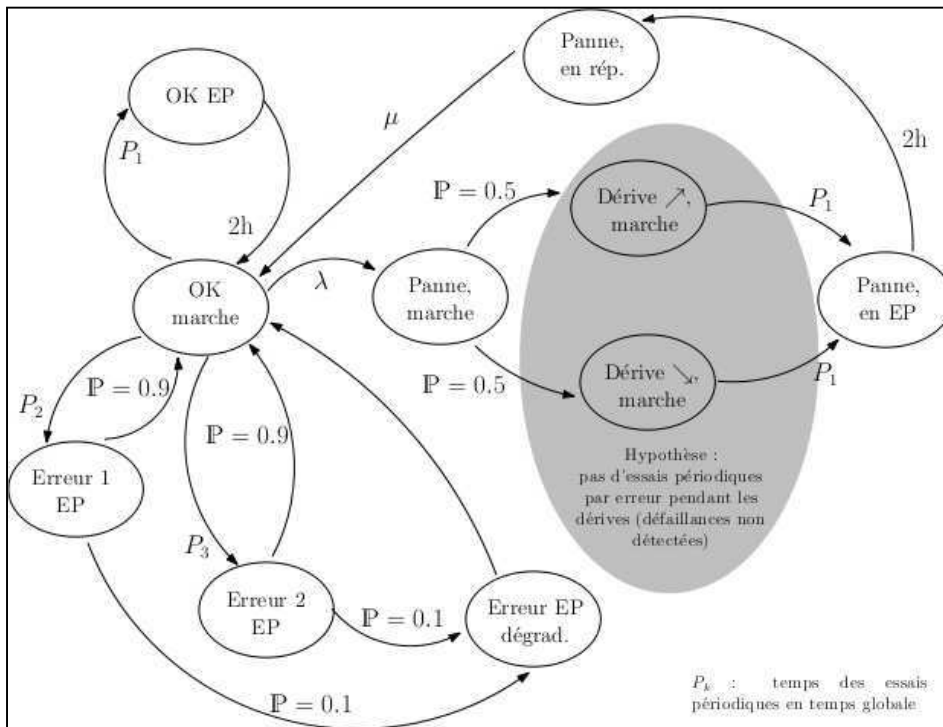 Panne,
en rép.
OK EP
P₁
2h
μ
2h
ℙ = 0.5
Dérive ↗,
marche
P₁
OK
marche
λ
Panne,
marche
Panne,
en EP
ℙ = 0.5
Dérive ↘,
marche
P₁
P₂
ℙ = 0.9
ℙ = 0.9
Erreur 1
EP
Hypothèse :
pas d'essais périodiques
par erreur pendant les
dérives (défaillances non
détectées)
P₃
Erreur 2
EP
ℙ = 0.1
Erreur EP
dégrad.
ℙ = 0.1
Pₖ : temps des essais
périodiques en temps globale